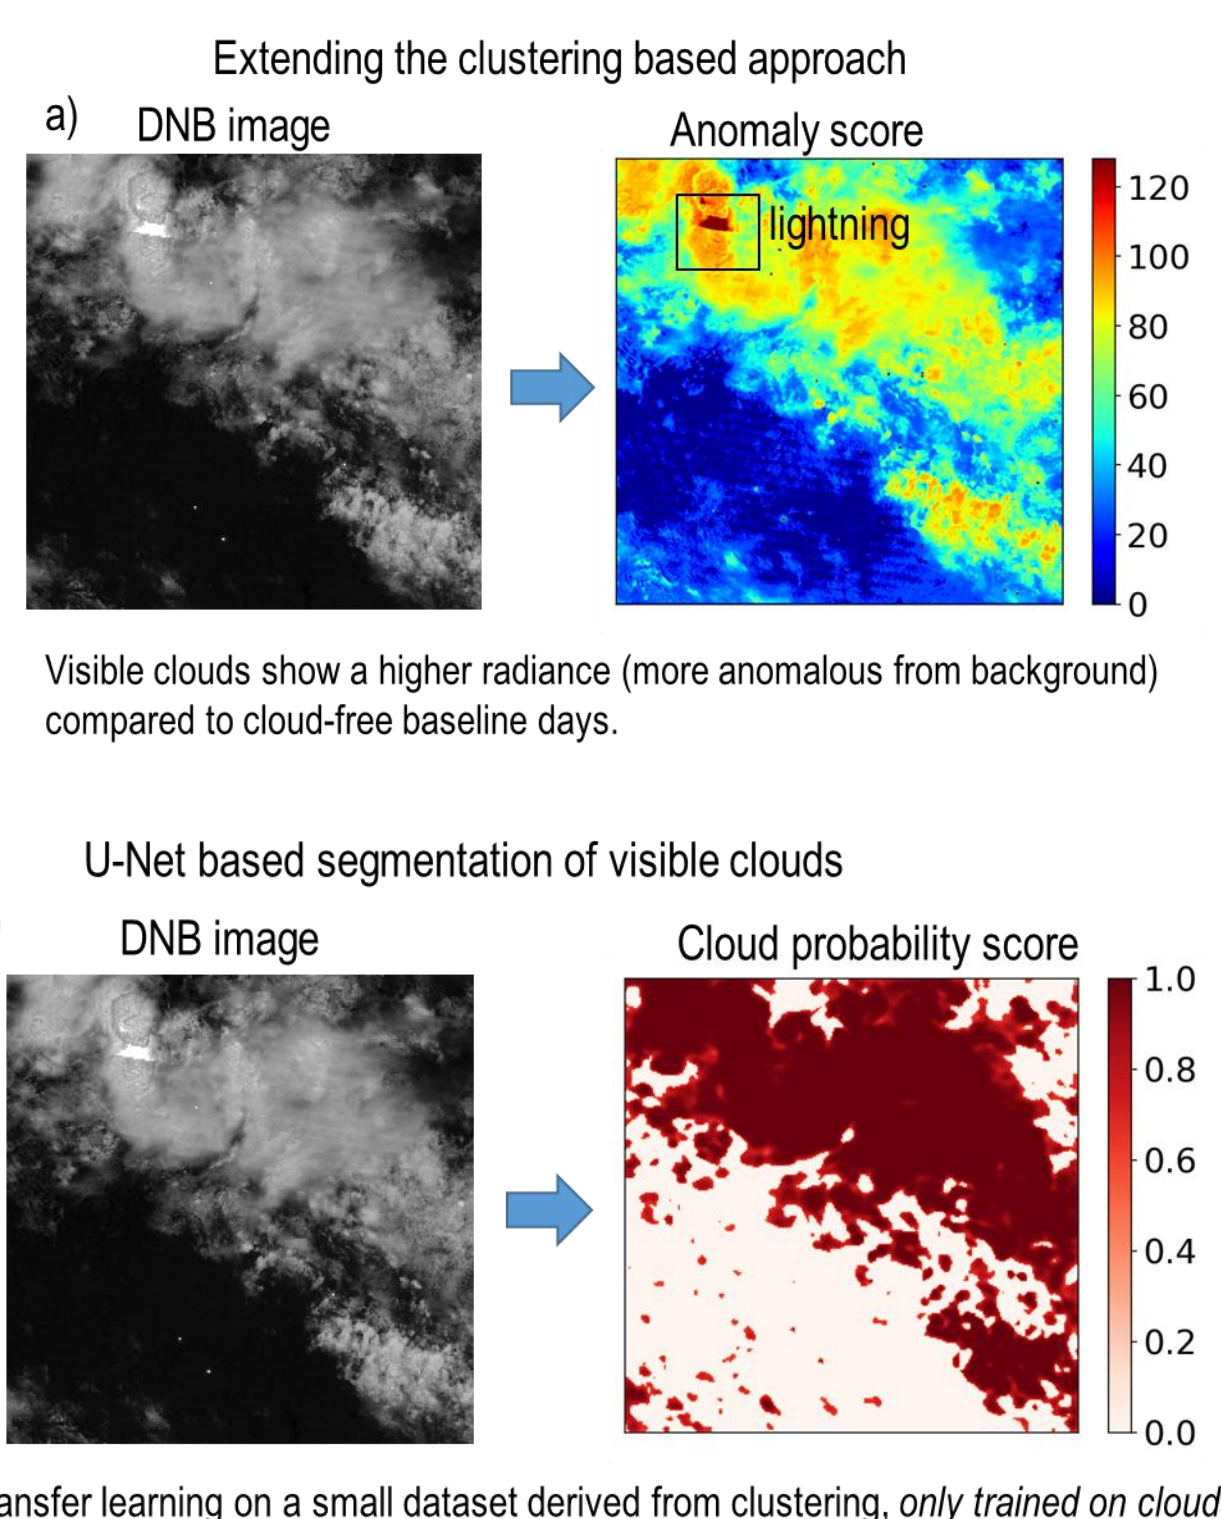 Extending the clustering based approach
a)
DNB image
Anomaly score
lightning
120
100
80
60
40
20
0
Visible clouds show a higher radiance (more anomalous from background)
compared to cloud-free baseline days.
U-Net based segmentation of visible clouds
DNB image
Cloud probability score
1.0
0.8
0.6
0.4
0.2
0.0
learning on a small dataset derived from clustering, only trained on